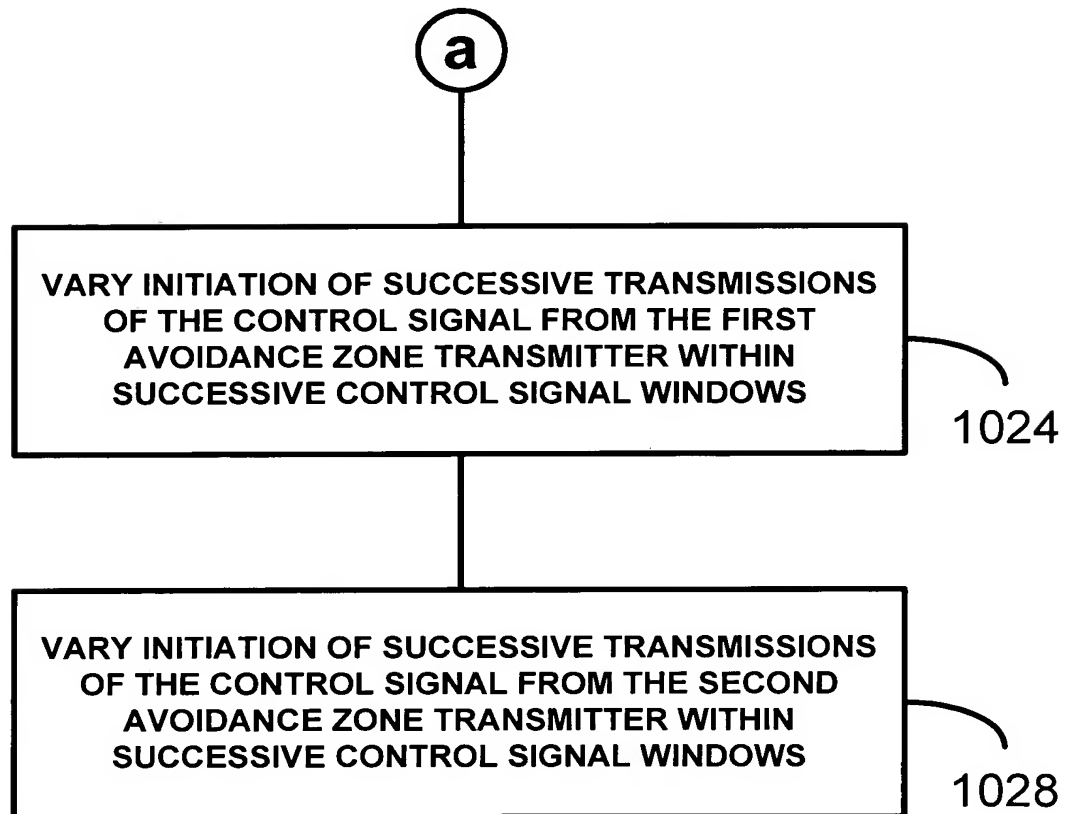 a
VARY INITIATION OF SUCCESSIVE TRANSMISSIONS
OF THE CONTROL SIGNAL FROM THE FIRST
AVOIDANCE ZONE TRANSMITTER WITHIN
SUCCESSIVE CONTROL SIGNAL WINDOWS
1024
VARY INITIATION OF SUCCESSIVE TRANSMISSIONS
OF THE CONTROL SIGNAL FROM THE SECOND
AVOIDANCE ZONE TRANSMITTER WITHIN
SUCCESSIVE CONTROL SIGNAL WINDOWS
1028